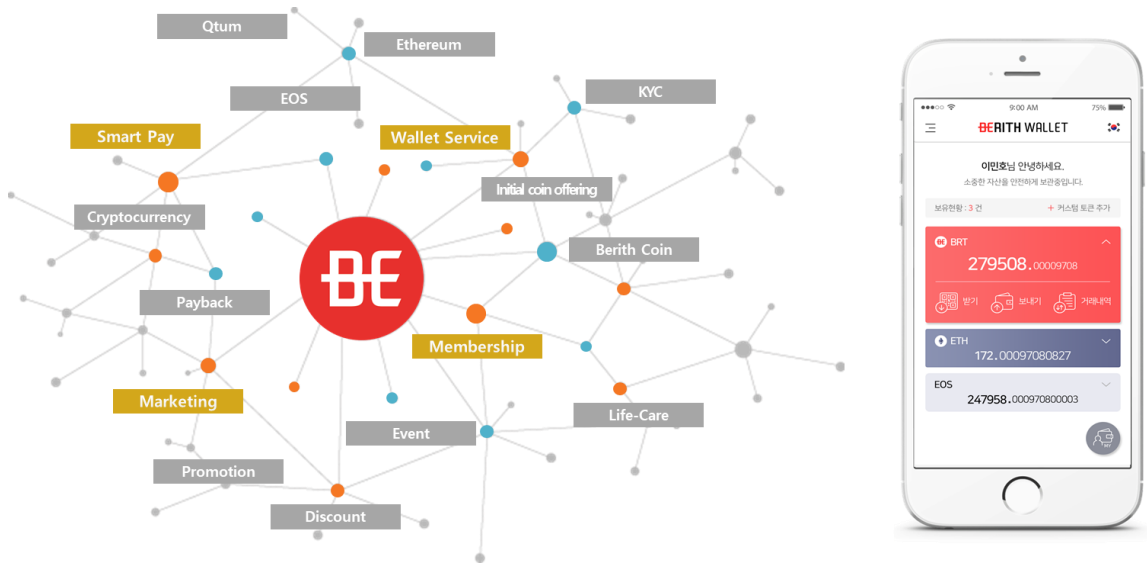 Qtum
Ethereum
EOS
KYC
Smart Pay
Wallet Service
Initial coin offering
Cryptocurrency
Berith Coin
Payback
BE
Membership
Marketing
Life-Care
Event
Promotion
Discount
9:00 AM
75%
BERITH WALLET
이민호님 안녕하세요.
소중한 자산을 안전하게 보관중입니다.
보유현황 : 3 건
+ 커스텀 토큰 추가
BRT
279508.00009708
받기
보내기
거래내역
ETH
172.00097080827
EOS
247958.000970800003
MY